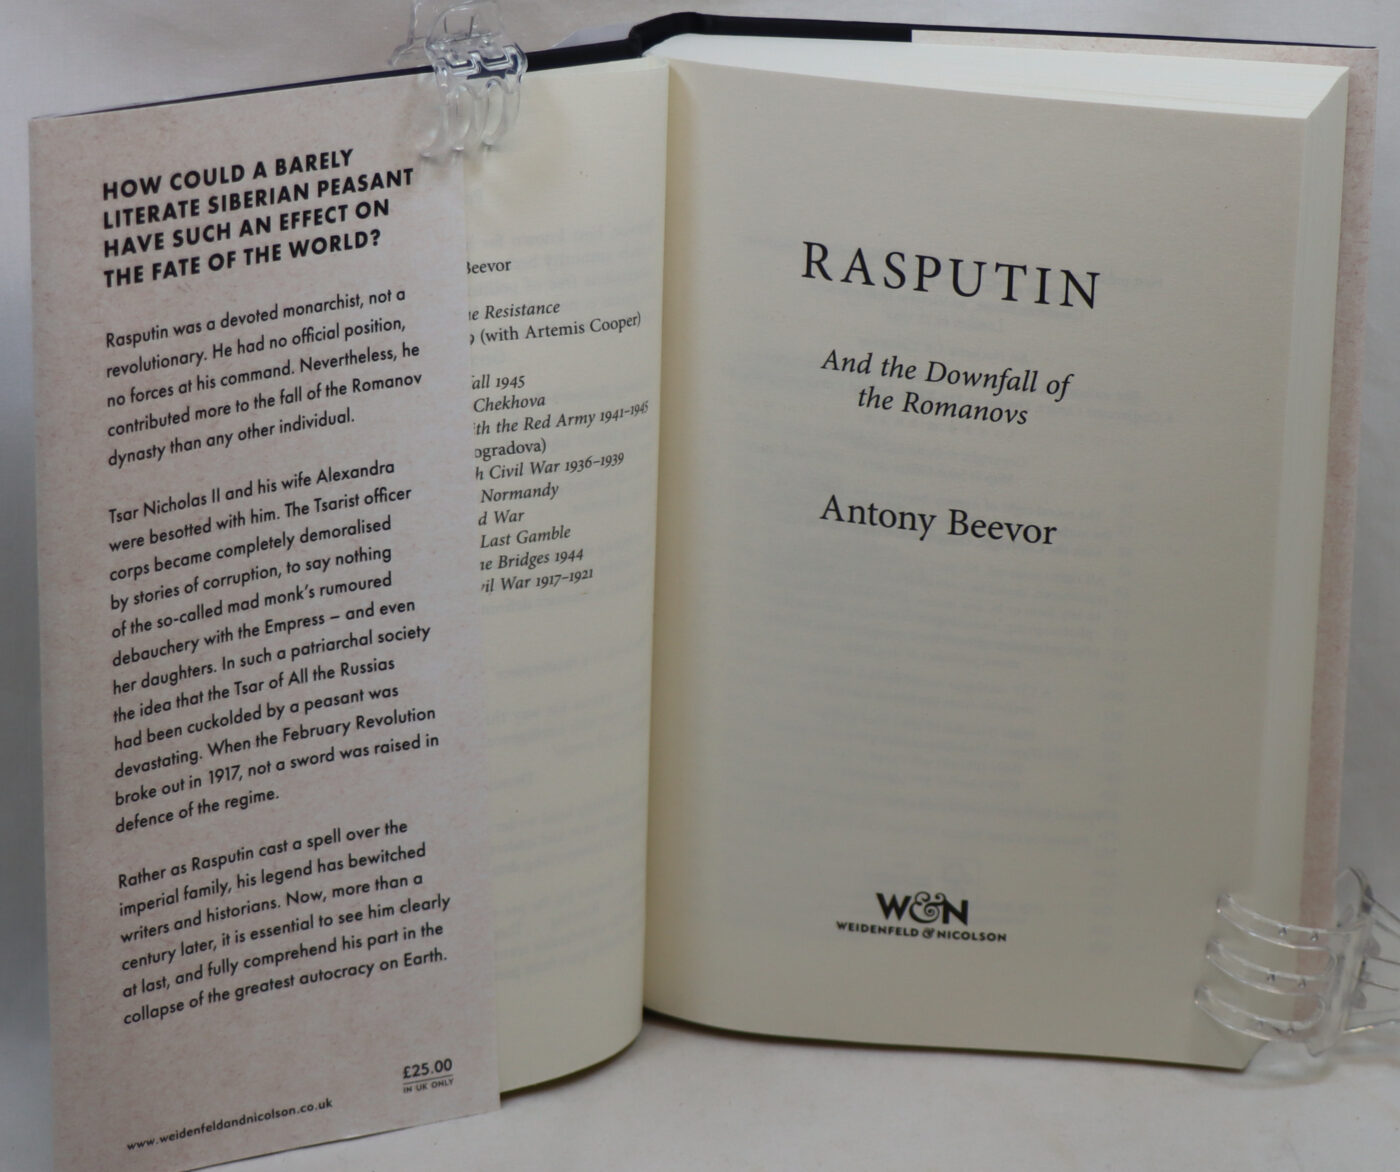 HOW COULD A BARELY
LITERATE SIBERIAN PEASANT
HAVE SUCH AN EFFECT ON
THE FATE OF THE WORLD?
Rasputin was a devoted monarchist, not a
revolutionary. He had no official position,
no forces at his command. Nevertheless, he
contributed more to the fall of the Romanov
dynasty than any other individual.
Tsar Nicholas II and his wife Alexandra
were besotted with him. The Tsarist officer
corps became completely demoralised
by stories of corruption, to say nothing
of the so-called mad monk's rumoured
debauchery with the Empress – and even
her daughters. In such a patriarchal society
the idea that the Tsar of All the Russias
had been cuckolded by a peasant was
devastating. When the February Revolution
broke out in 1917, not a sword was raised in
defence of the regime.
Rather as Rasputin cast a spell over the
imperial family, his legend has bewitched
writers and historians. Now, more than a
century later, it is essential to see him clearly
at last, and fully comprehend his part in the
collapse of the greatest autocracy on Earth.
£25.00
IN UK ONLY
www.weidenfeldandnicolson.co.uk
Beevor
Resistance
(with Artemis Cooper)
1945
Chekhova
the Red Army 1941–1945
Civil War 1936–1939
Normandy
War
Last Gamble
Bridges 1944
War 1917–1921
RASPUTIN
And the Downfall of
the Romanovs
Antony Beevor
W&N
WEIDENFELD & NICOLSON